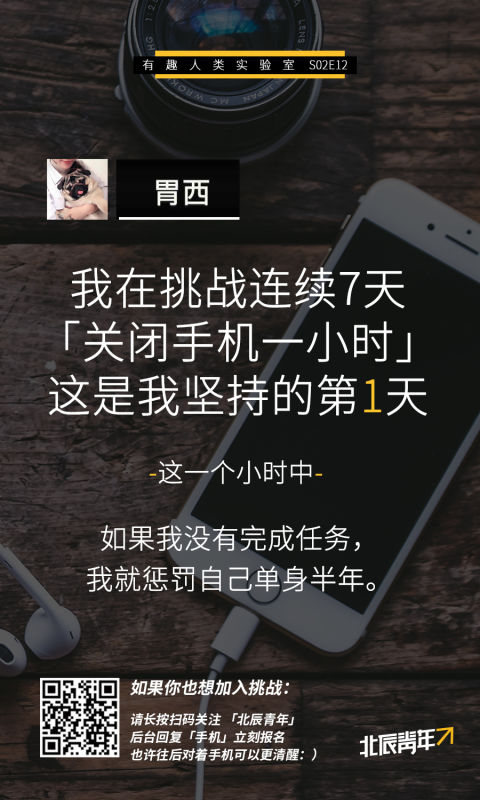 有趣人类实验室 S02E12
胃西
我在挑战连续7天
「关闭手机一小时」
这是我坚持的第1天
-这一个小时中-
如果我没有完成任务，
我就惩罚自己单身半年。
如果你也想加入挑战：
请长按扫码关注 「北辰青年」
后台回复「手机」立刻报名
也许往后对着手机可以更清醒：）
北辰青年